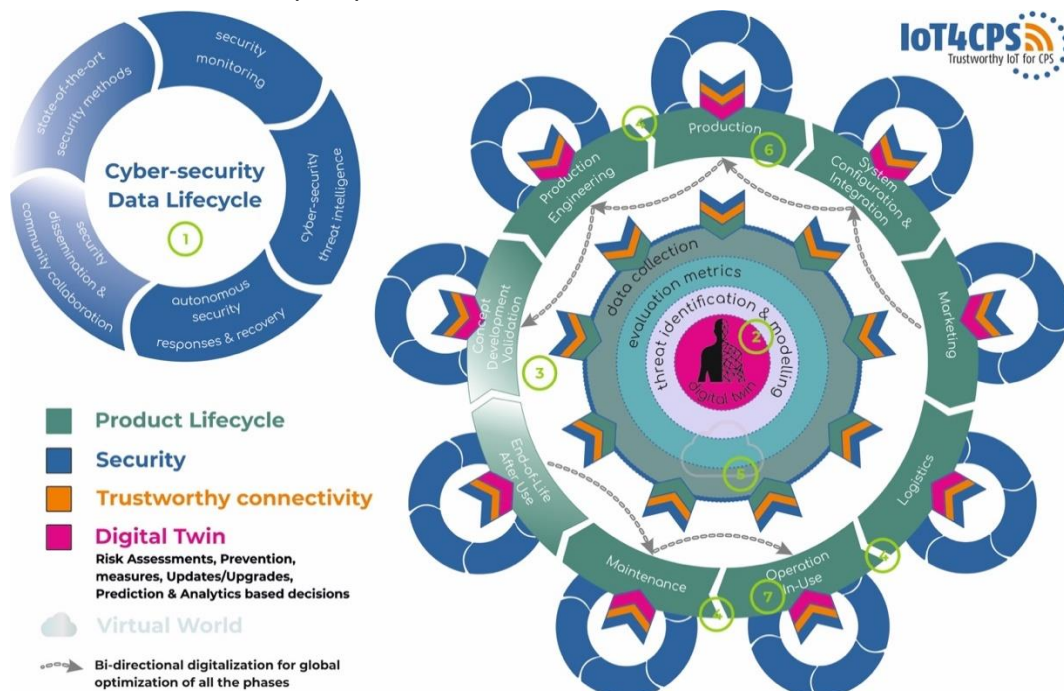 state-of-the-art
security methods
security
monitoring
cyber-security
threat intelligence
autonomous
security
responses & recovery
security
dissemination &
community collaboration
Cyber-security
Data Lifecycle
1
IoT4CPS
Trustworthy IoT for CPS
Production
6
System
Configuration &
Integration
Marketing
Logistics
4
Operation
In-Use
7
4
Maintenance
End-of-Life
After Use
Concept
Development
Validation
3
Production
Engineering
4
data collection
evaluation metrics
threat identification & modelling
digital twin
2
5
Product Lifecycle
Security
Trustworthy connectivity
Digital Twin
Risk Assessments, Prevention,
measures, Updates/Upgrades,
Prediction & Analytics based decisions
Virtual World
Bi-directional digitalization for global
optimization of all the phases